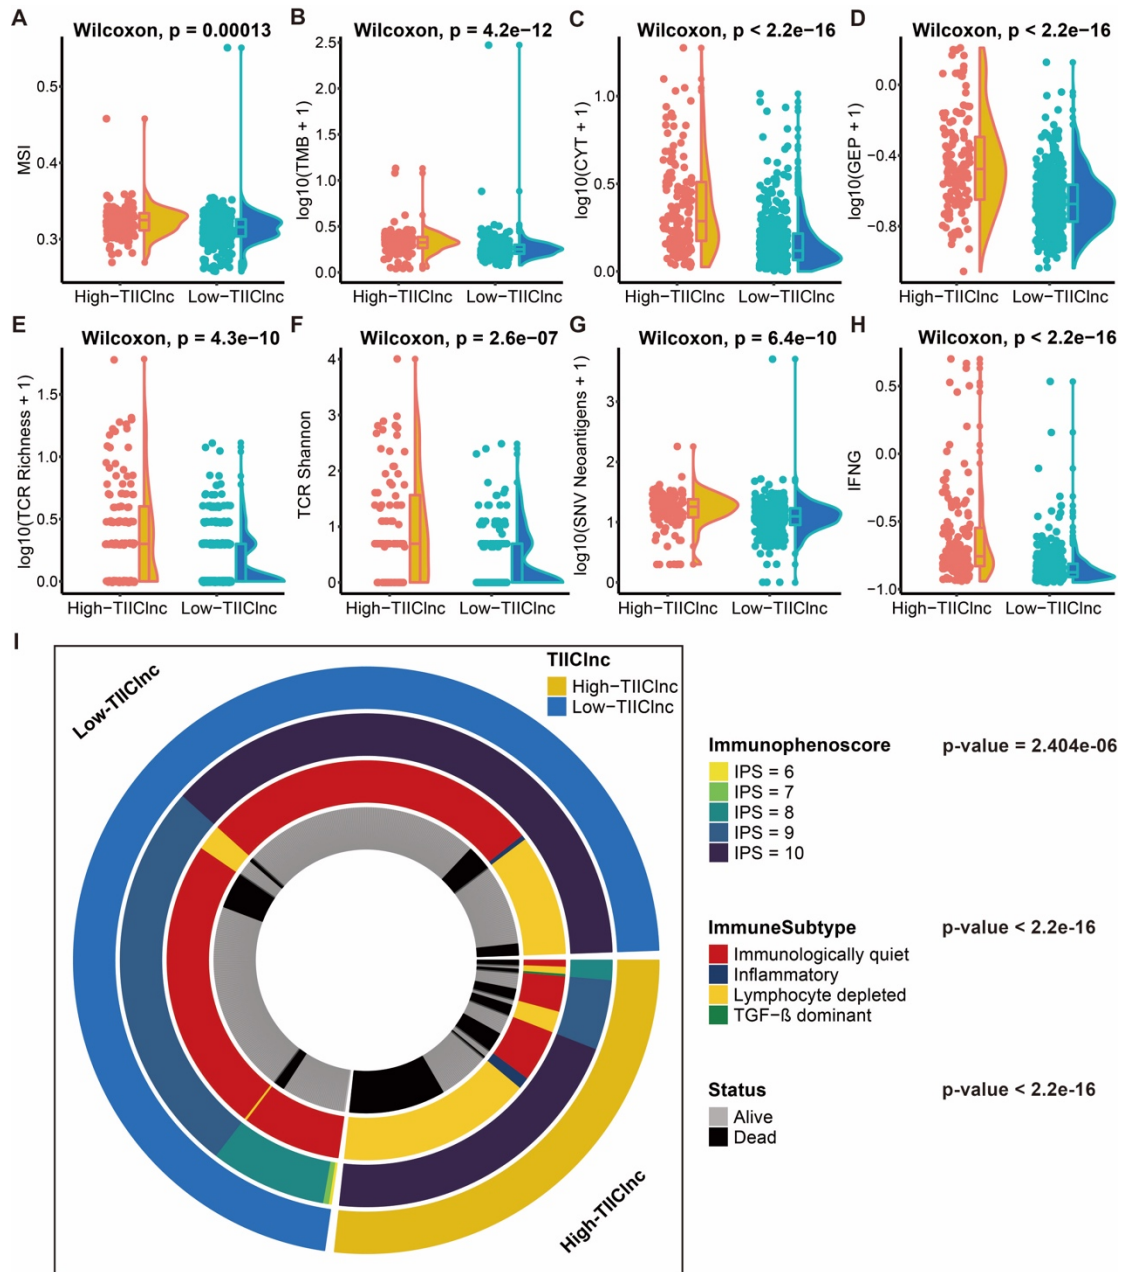 A
Wilcoxon, p = 0.00013
MSI
0.5
0.4
0.3
High−TIIClnc
Low−TIIClnc
B
Wilcoxon, p = 4.2e−12
log10(TMB + 1)
2.5
2.0
1.5
1.0
0.5
0.0
High−TIIClnc
Low−TIIClnc
C
Wilcoxon, p < 2.2e−16
log10(CYT + 1)
1.0
0.5
0.0
High−TIIClnc
Low−TIIClnc
D
Wilcoxon, p < 2.2e−16
log10(GEP + 1)
0.0
−0.4
−0.8
High−TIIClnc
Low−TIIClnc
E
Wilcoxon, p = 4.3e−10
log10(TCR Richness + 1)
1.5
1.0
0.5
0.0
High−TIIClnc
Low−TIIClnc
F
Wilcoxon, p = 2.6e−07
TCR Shannon
4
3
2
1
0
High−TIIClnc
Low−TIIClnc
G
Wilcoxon, p = 6.4e−10
log10(SNV Neoantigens + 1)
3
2
1
0
High−TIIClnc
Low−TIIClnc
H
Wilcoxon, p < 2.2e−16
IFNG
0.5
0.0
−0.5
−1.0
High−TIIClnc
Low−TIIClnc
I
Low-TIIClnc
High-TIIClnc
TIIClnc
High−TIIClnc
Low−TIIClnc
Immunophenoscore
p-value = 2.404e-06
IPS = 6
IPS = 7
IPS = 8
IPS = 9
IPS = 10
ImmuneSubtype
p-value < 2.2e-16
Immunologically quiet
Inflammatory
Lymphocyte depleted
TGF−ß dominant
Status
p-value < 2.2e-16
Alive
Dead